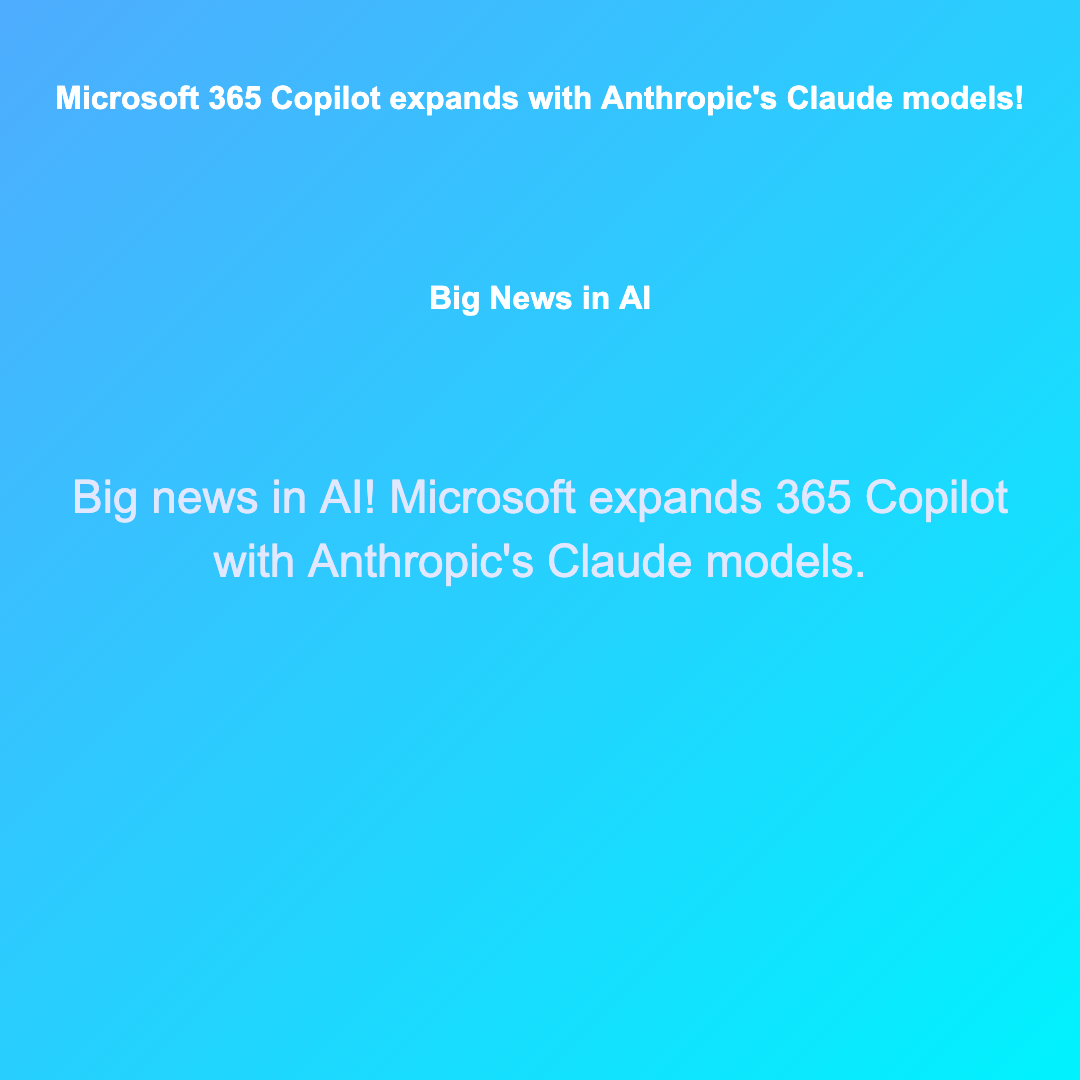 Microsoft 365 Copilot expands with Anthropic's Claude models!
Big News in AI
Big news in AI! Microsoft expands 365 Copilot
with Anthropic's Claude models.